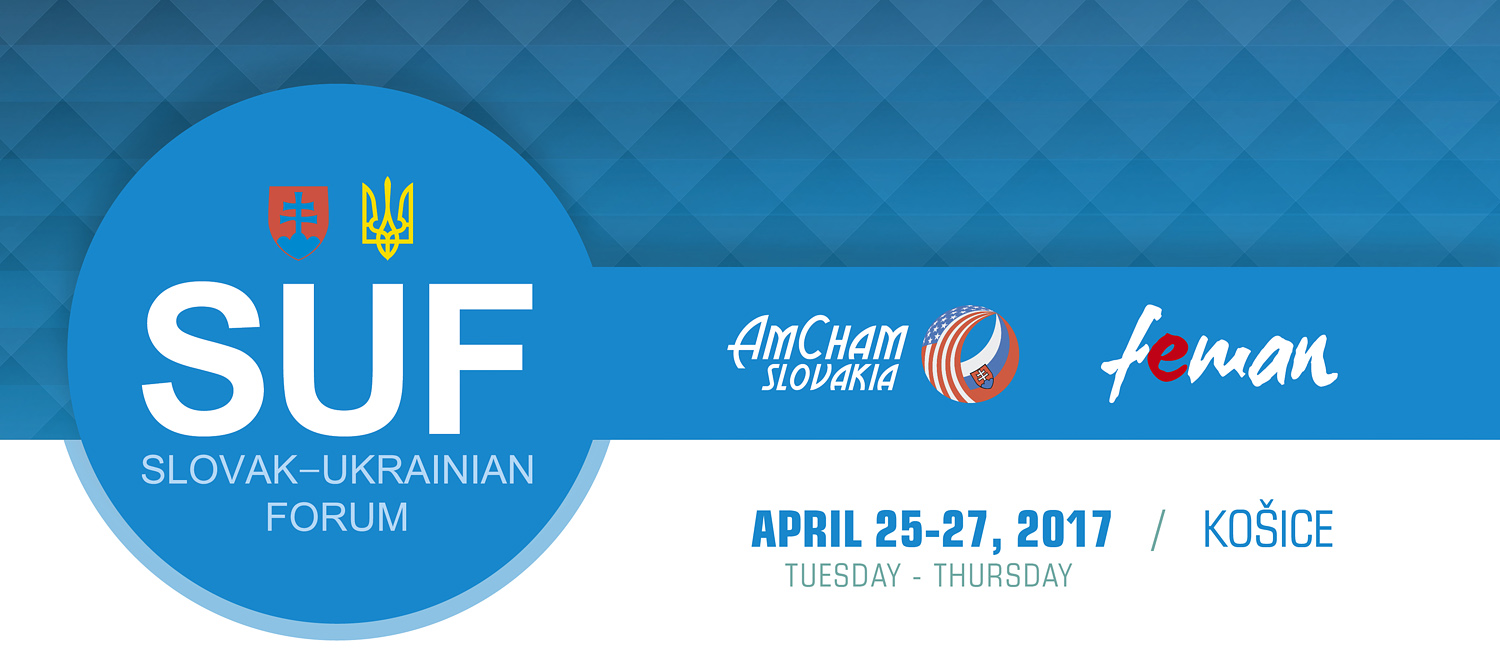 SUF
SLOVAK–UKRAINIAN
FORUM
AMCHAM
SLOVAKIA
feman
APRIL 25-27, 2017 / KOŠICE
TUESDAY - THURSDAY